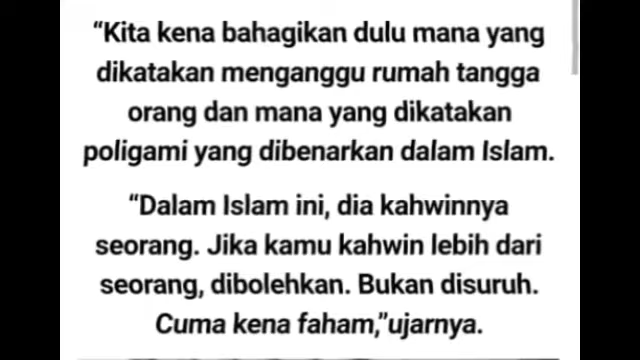 “Kita kena bahagikan dulu mana yang
dikatakan menganggu rumah tangga
orang dan mana yang dikatakan
poligami yang dibenarkan dalam Islam.
“Dalam Islam ini, dia kahwinnya
seorang. Jika kamu kahwin lebih dari
seorang, dibolehkan. Bukan disuruh.
Cuma kena faham,”ujarnya.